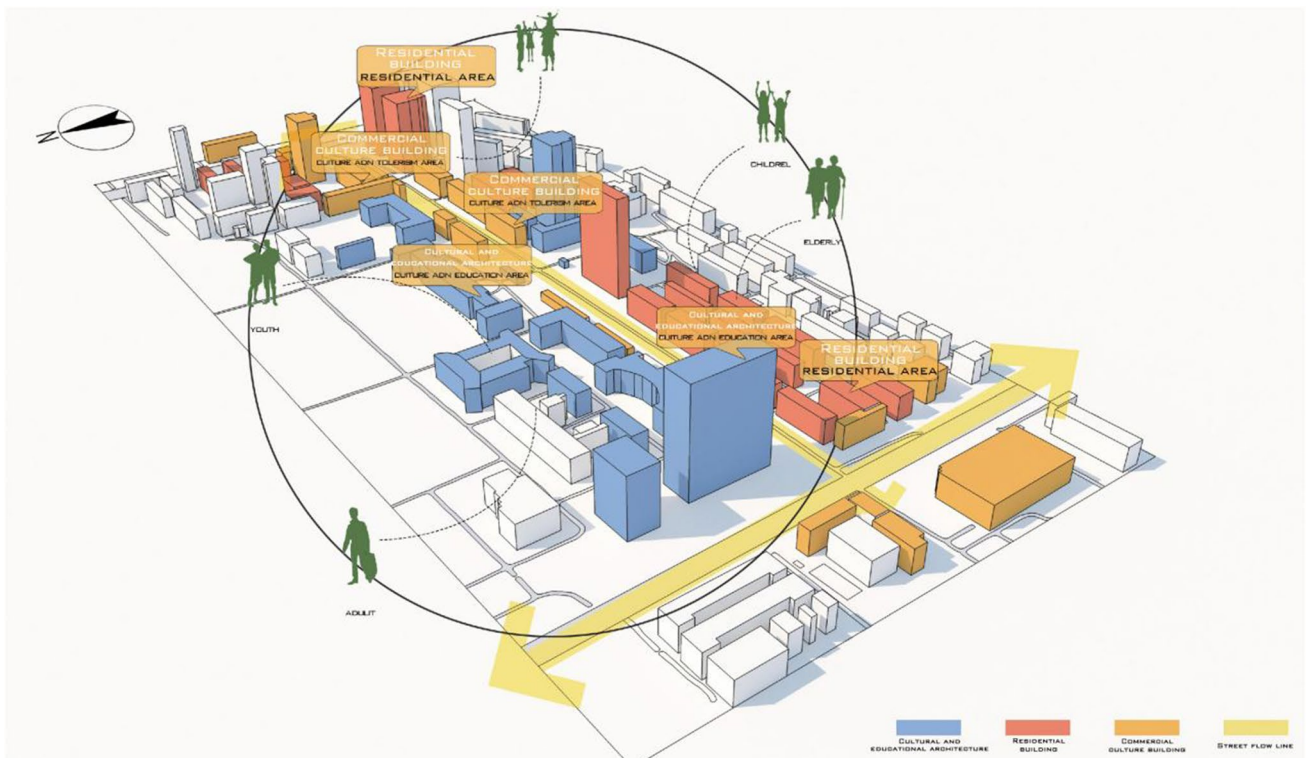 RESIDENTIAL
BUILDING
RESIDENTIAL AREA
N
COMMERCIAL
CULTURE BUILDING
CUITURE ADN TOLERISM AREA
CHILDREL
COMMERCIAL
CULTURE BUILDING
CUITURE ADN TOLERISM AREA
ELDERLY
CULTURAL AND
EDUCATIONAL ARCHITECTURE
CUITURE ADN EDUCATION AREA
YOUTH
CULTURAL AND
EDUCATIONAL ARCHITECTURE
CUITURE ADN EDUCATION AREA
RESIDENTIAL
BUILDING
RESIDENTIAL AREA
ADULIT
CULTURAL AND
EDUCATIONAL ARCHITECTURE
RESIDENTIAL
BUILDING
COMMERCIAL
CULTURE BUILDING
STREET FLOW LINE